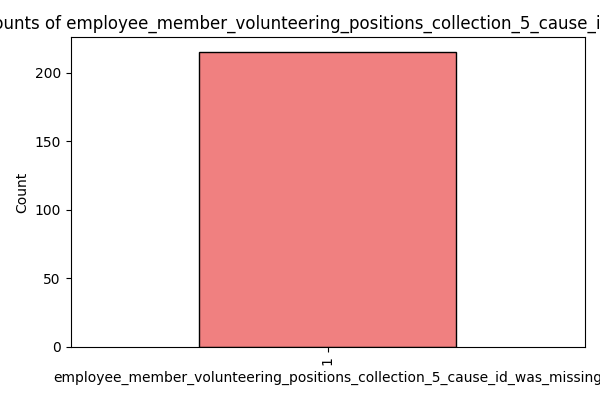 ounts of employee_member_volunteering_positions_collection_5_cause_i
200
150
100
50
0
Count
1
employee_member_volunteering_positions_collection_5_cause_id_was_missing